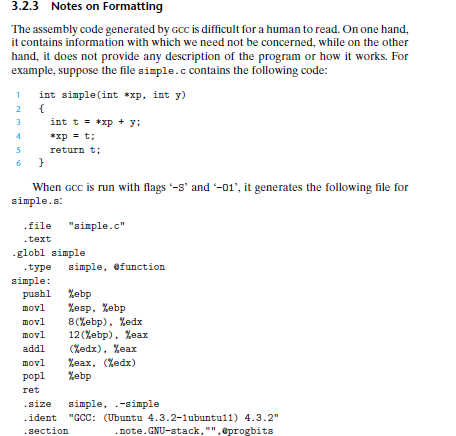 3.2.3 Notes on Formatting
The assembly code generated by GCC is difficult for a human to read. On one hand,
it contains information with which we need not be concerned, while on the other
hand, it does not provide any description of the program or how it works. For
example, suppose the file simple.c contains the following code:
1 int simple(int *xp, int y)
2 {
3 int t = *xp + y;
4 *xp = t;
5 return t;
6 }
When GCC is run with flags ‘-S’ and ‘-O1’, it generates the following file for
simple.s:
.file "simple.c"
.text
.globl simple
.type simple, @function
simple:
pushl %ebp
movl %esp, %ebp
movl 8(%ebp), %edx
movl 12(%ebp), %eax
addl (%edx), %eax
movl %eax, (%edx)
popl %ebp
ret
.size simple, .-simple
.ident "GCC: (Ubuntu 4.3.2-1ubuntu11) 4.3.2"
.section .note.GNU-stack,"",@progbits